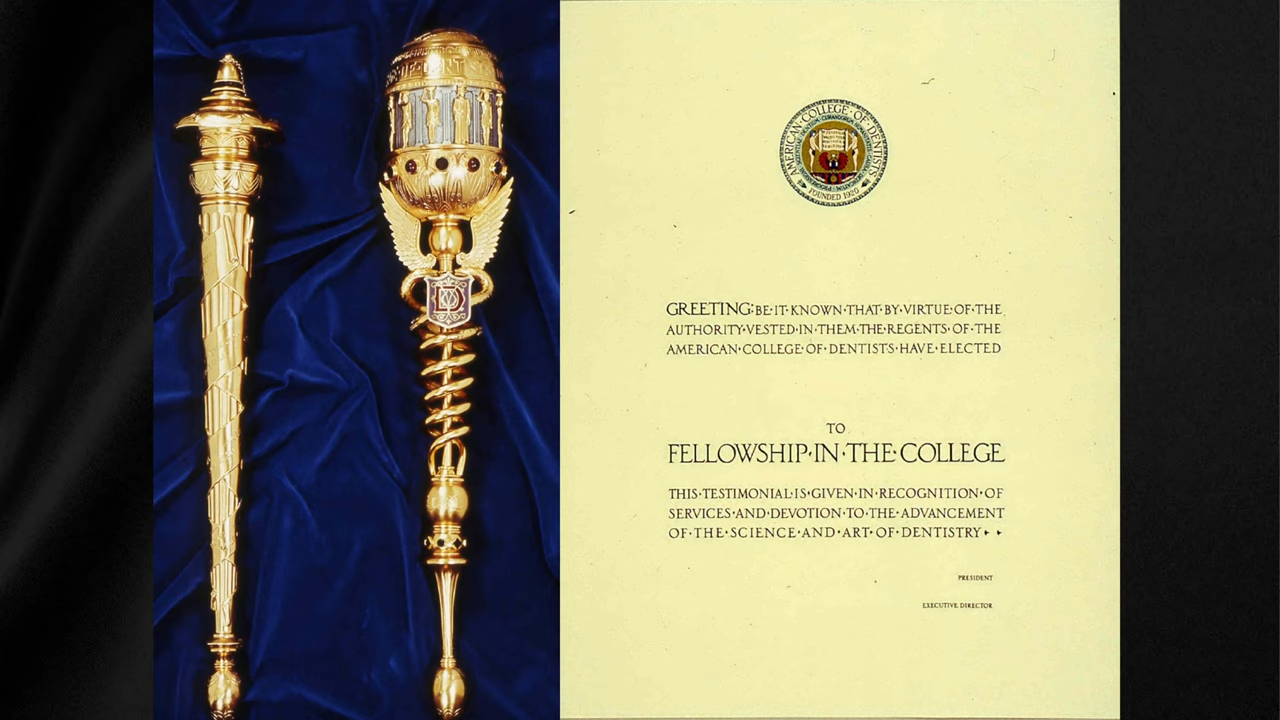 AMERICAN·COLLEGE·OF·DENTISTS
FOUNDED 1920
GREETING: BE·IT·KNOWN·THAT·BY·VIRTUE·OF·THE
AUTHORITY·VESTED·IN·THEM·THE·REGENTS·OF·THE
AMERICAN·COLLEGE·OF·DENTISTS·HAVE·ELECTED
TO
FELLOWSHIP·IN·THE·COLLEGE
THIS·TESTIMONIAL·IS·GIVEN·IN·RECOGNITION·OF
SERVICES·AND·DEVOTION·TO·THE·ADVANCEMENT
OF·THE·SCIENCE·AND·ART·OF·DENTISTRY
PRESIDENT
EXECUTIVE DIRECTOR